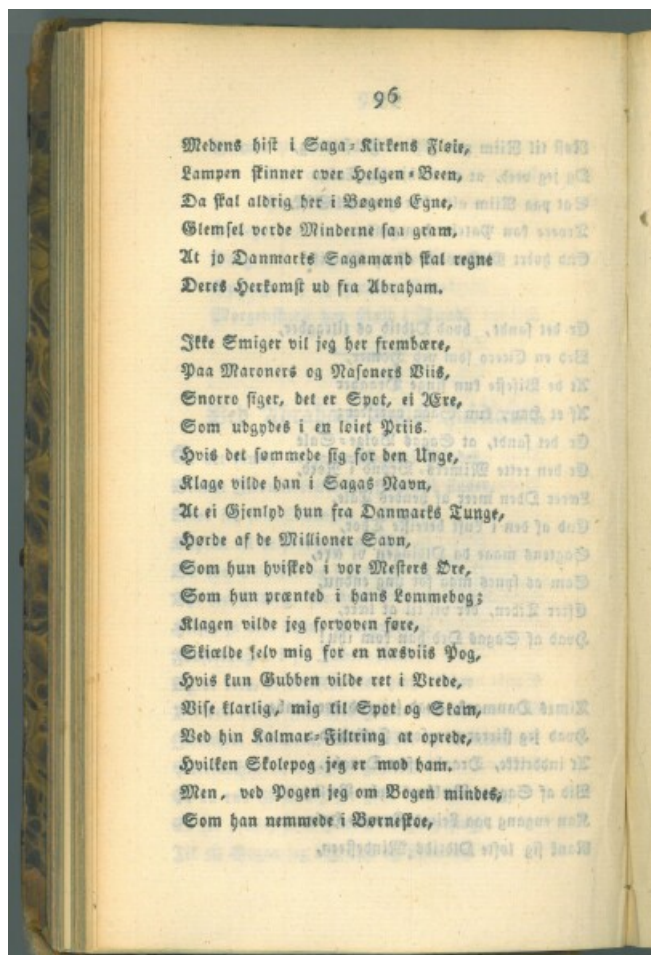 96
Medens hist i Saga-Kirkens Fløie,
Lampen skinner over Helgen-Been,
Da skal aldrig her i Bøgens Egne,
Glemsel vorde Minderne saa gram,
At jo Danmarks Sagamænd skal regne
Deres Herkomst ud fra Abraham.
Ikke Smiger vil jeg her frembære,
Paa Maroners og Nasoners Viis,
Snorro siger, det er Spot, ei Ære,
Som udgydes i en løiet Priis.
Hvis det sømmede sig for den Unge,
Klage vilde han i Sagas Navn,
At ei Gjenlyd hun fra Danmarks Tunge,
Hørde af de Millioner Savn,
Som hun hvisked i vor Mesters Øre,
Som hun prænted i hans Lommebog;
Klagen vilde jeg forvoven føre,
Skiælde selv mig for en næsviis Pog,
Hvis kun Gubben vilde ret i Vrede,
Vise klarlig, mig til Spot og Skam,
Ved hin Kalmar-Filtring at oprede,
Hvilken Skolepog jeg er mod ham.
Men, ved Pogen jeg om Bogen mindes,
Som han nemmede i Børneskoe,